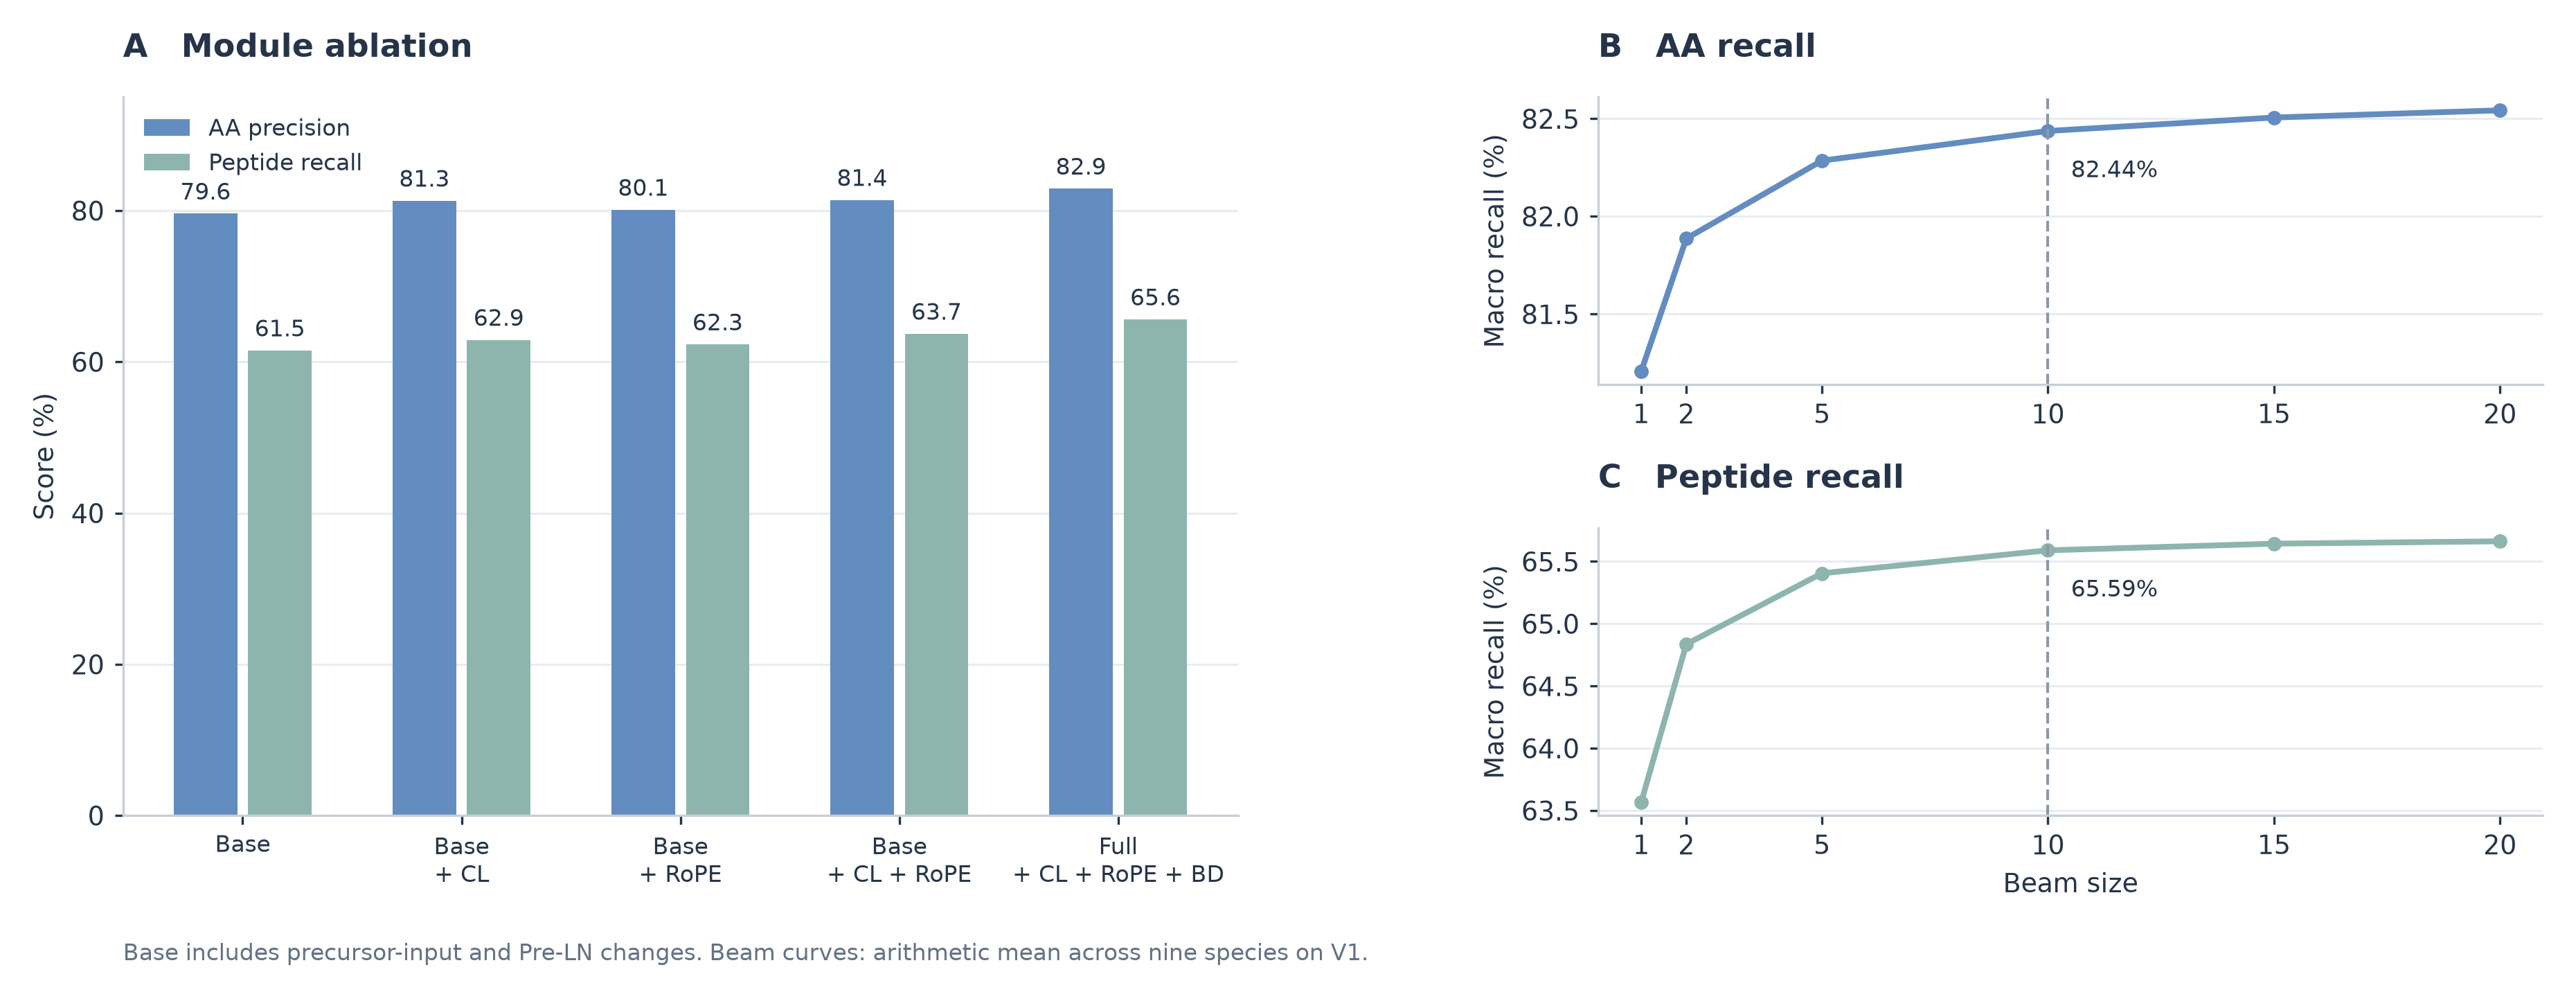 A Module ablation
AA precision
Peptide recall
79.6
61.5
81.3
62.9
80.1
62.3
81.4
63.7
82.9
65.6
Score (%)
80
60
40
20
0
Base
Base
+ CL
Base
+ RoPE
Base
+ CL + RoPE
Full
+ CL + RoPE + BD
B AA recall
Macro recall (%)
82.5
82.0
81.5
82.44%
1 2 5 10 15 20
C Peptide recall
Macro recall (%)
65.5
65.0
64.5
64.0
63.5
65.59%
1 2 5 10 15 20
Beam size
Base includes precursor-input and Pre-LN changes. Beam curves: arithmetic mean across nine species on V1.